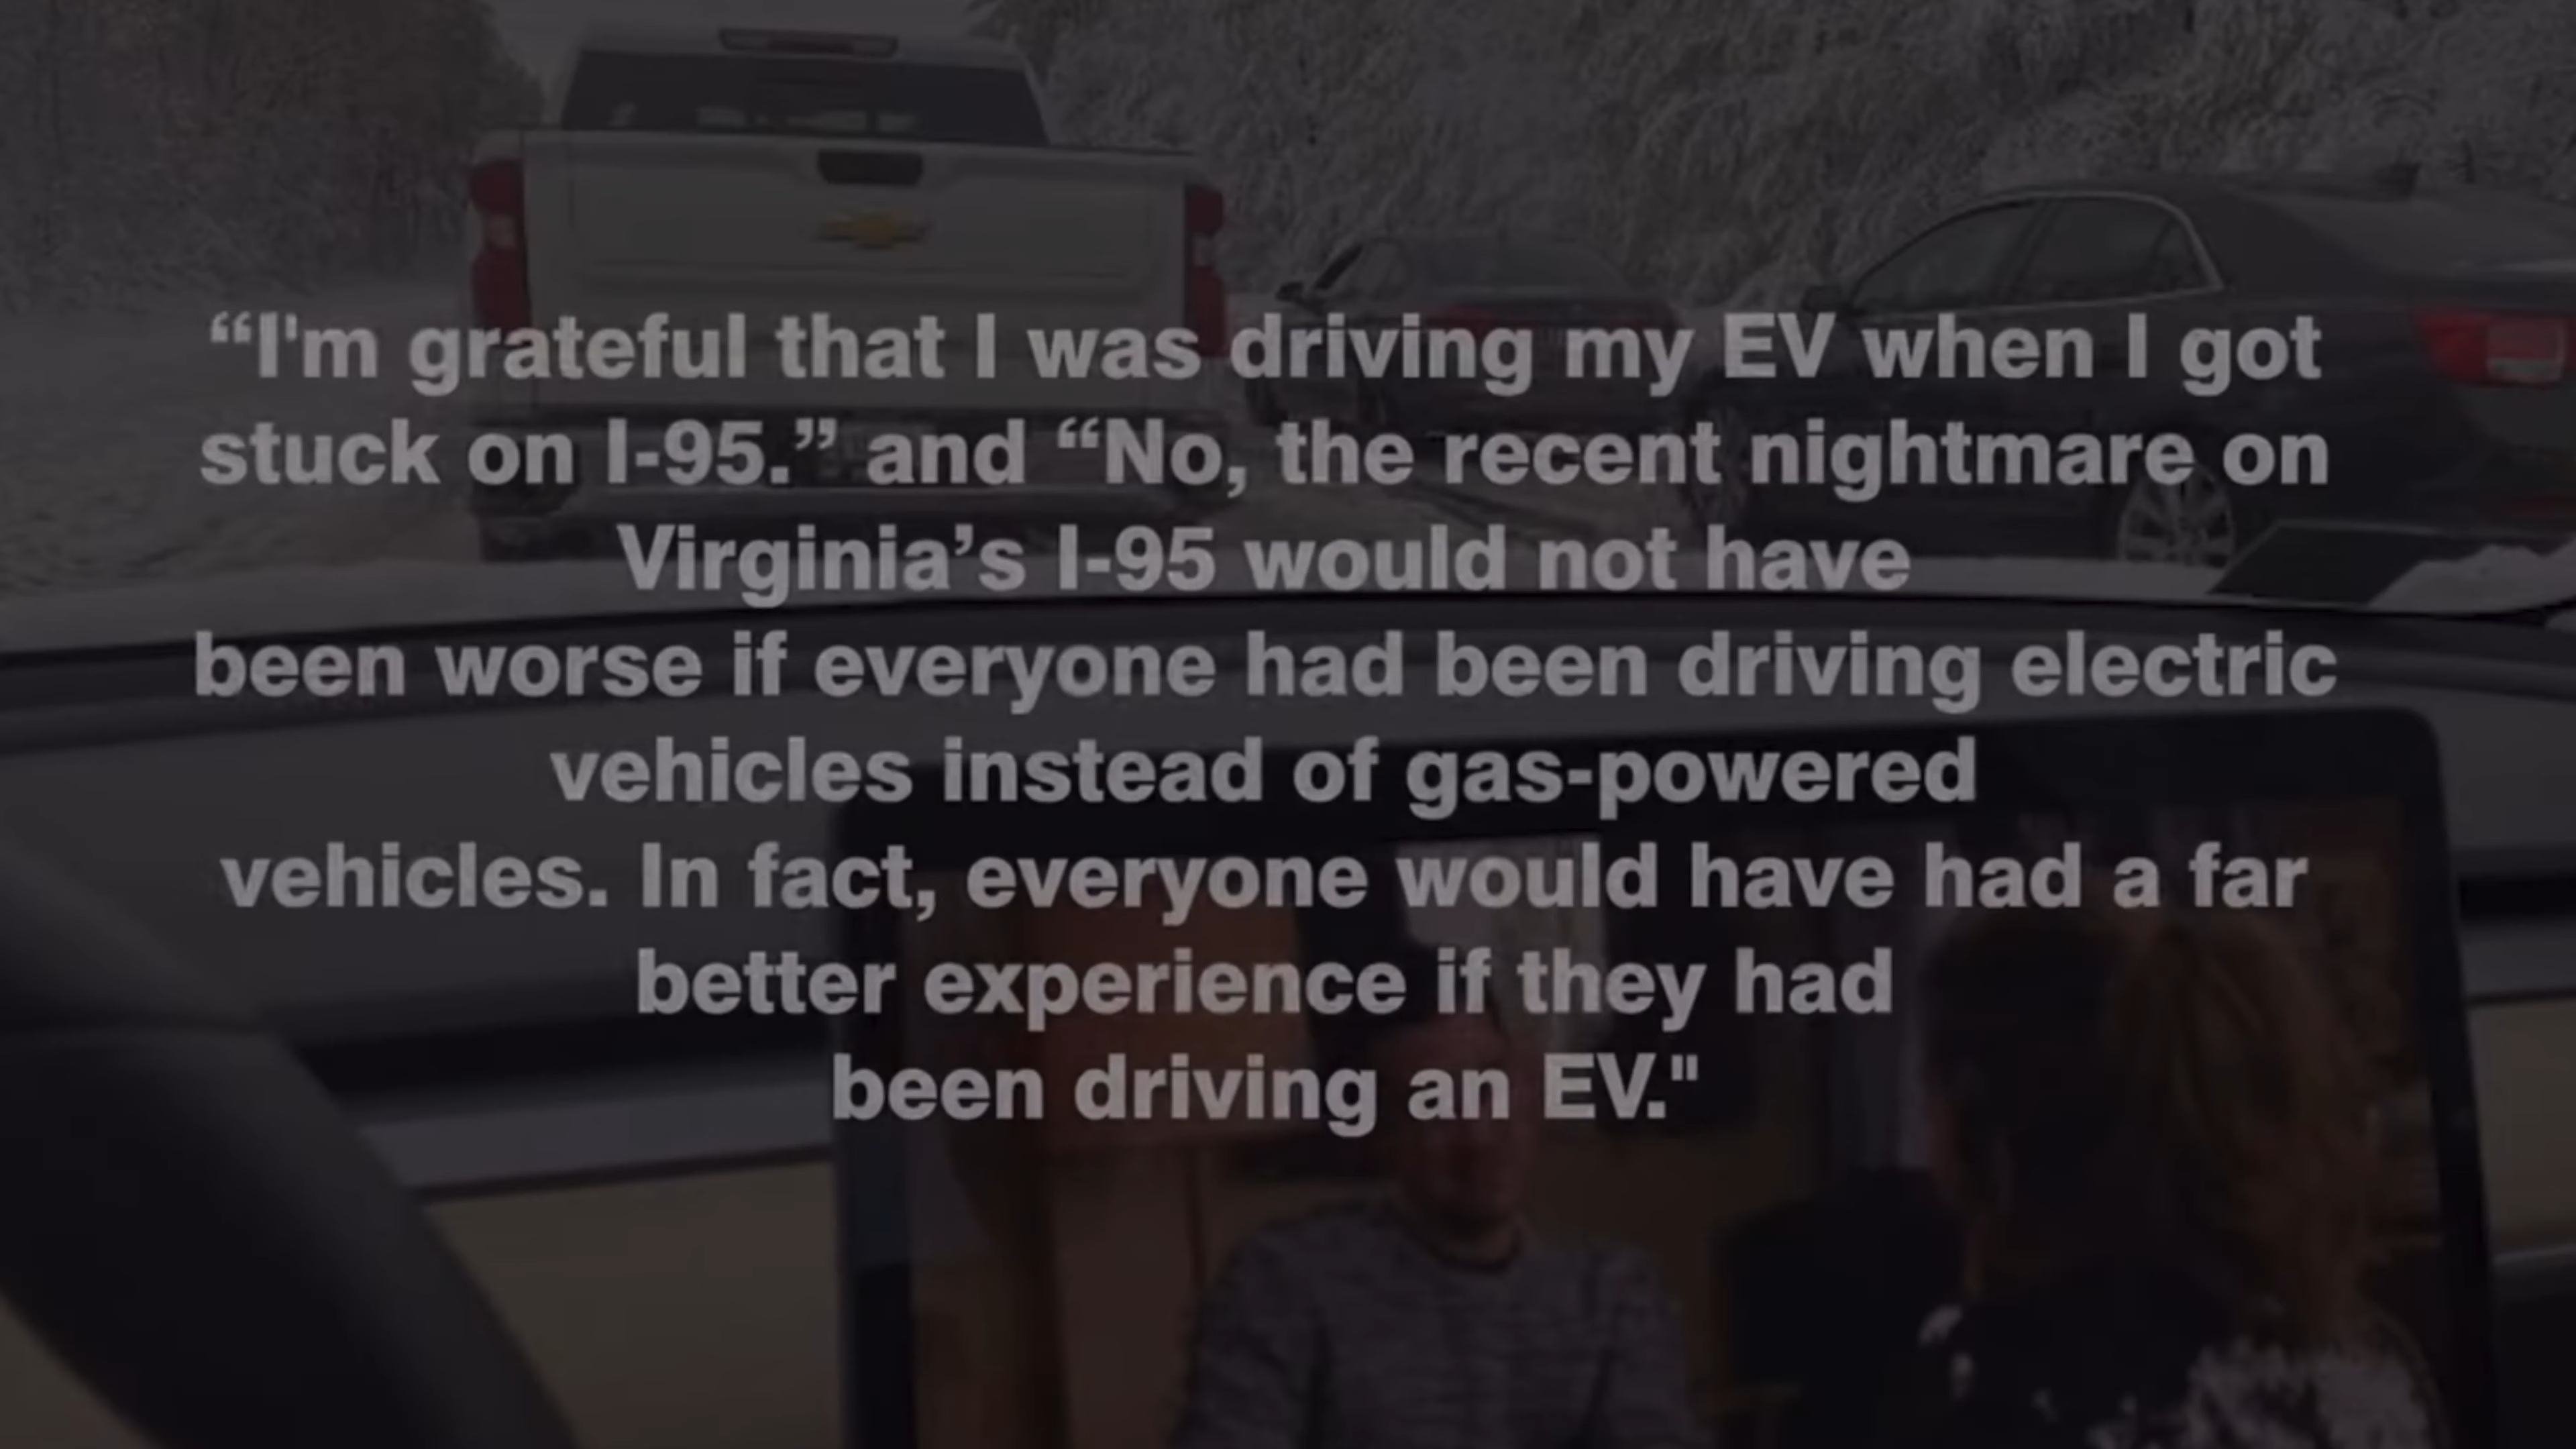 “I'm grateful that I was driving my EV when I got
stuck on I-95.” and “No, the recent nightmare on
Virginia’s I-95 would not have
been worse if everyone had been driving electric
vehicles instead of gas-powered
vehicles. In fact, everyone would have had a far
better experience if they had
been driving an EV."